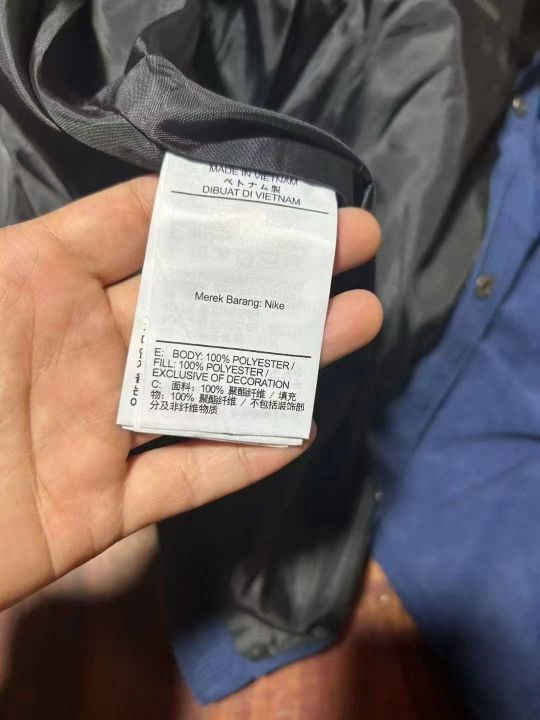 MADE IN VIETNAM
ベトナム製
DIBUAT DI VIETNAM
Merek Barang: Nike
E: BODY: 100% POLYESTER /
FILL: 100% POLYESTER /
EXCLUSIVE OF DECORATION
C: 面料：100% 聚酯纤维 / 填充
物：100% 聚酯纤维 / 不包括装饰部
分及非纤维物质